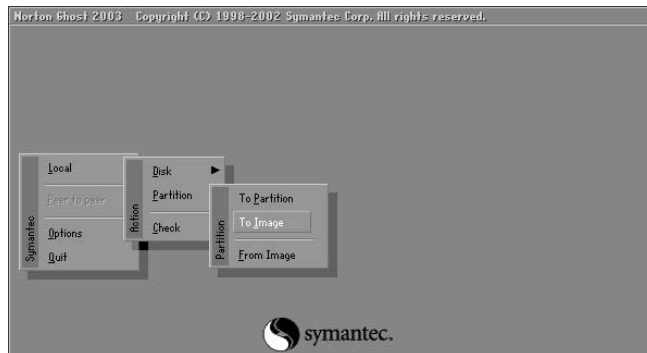 Norton Ghost 2003 Copyright (C) 1998-2002 Symantec Corp. All rights reserved.
Symantec
Local
Peer to peer
Options
Quit
Action
Disk
Partition
Check
Partition
To Partition
To Image
From Image
symantec.